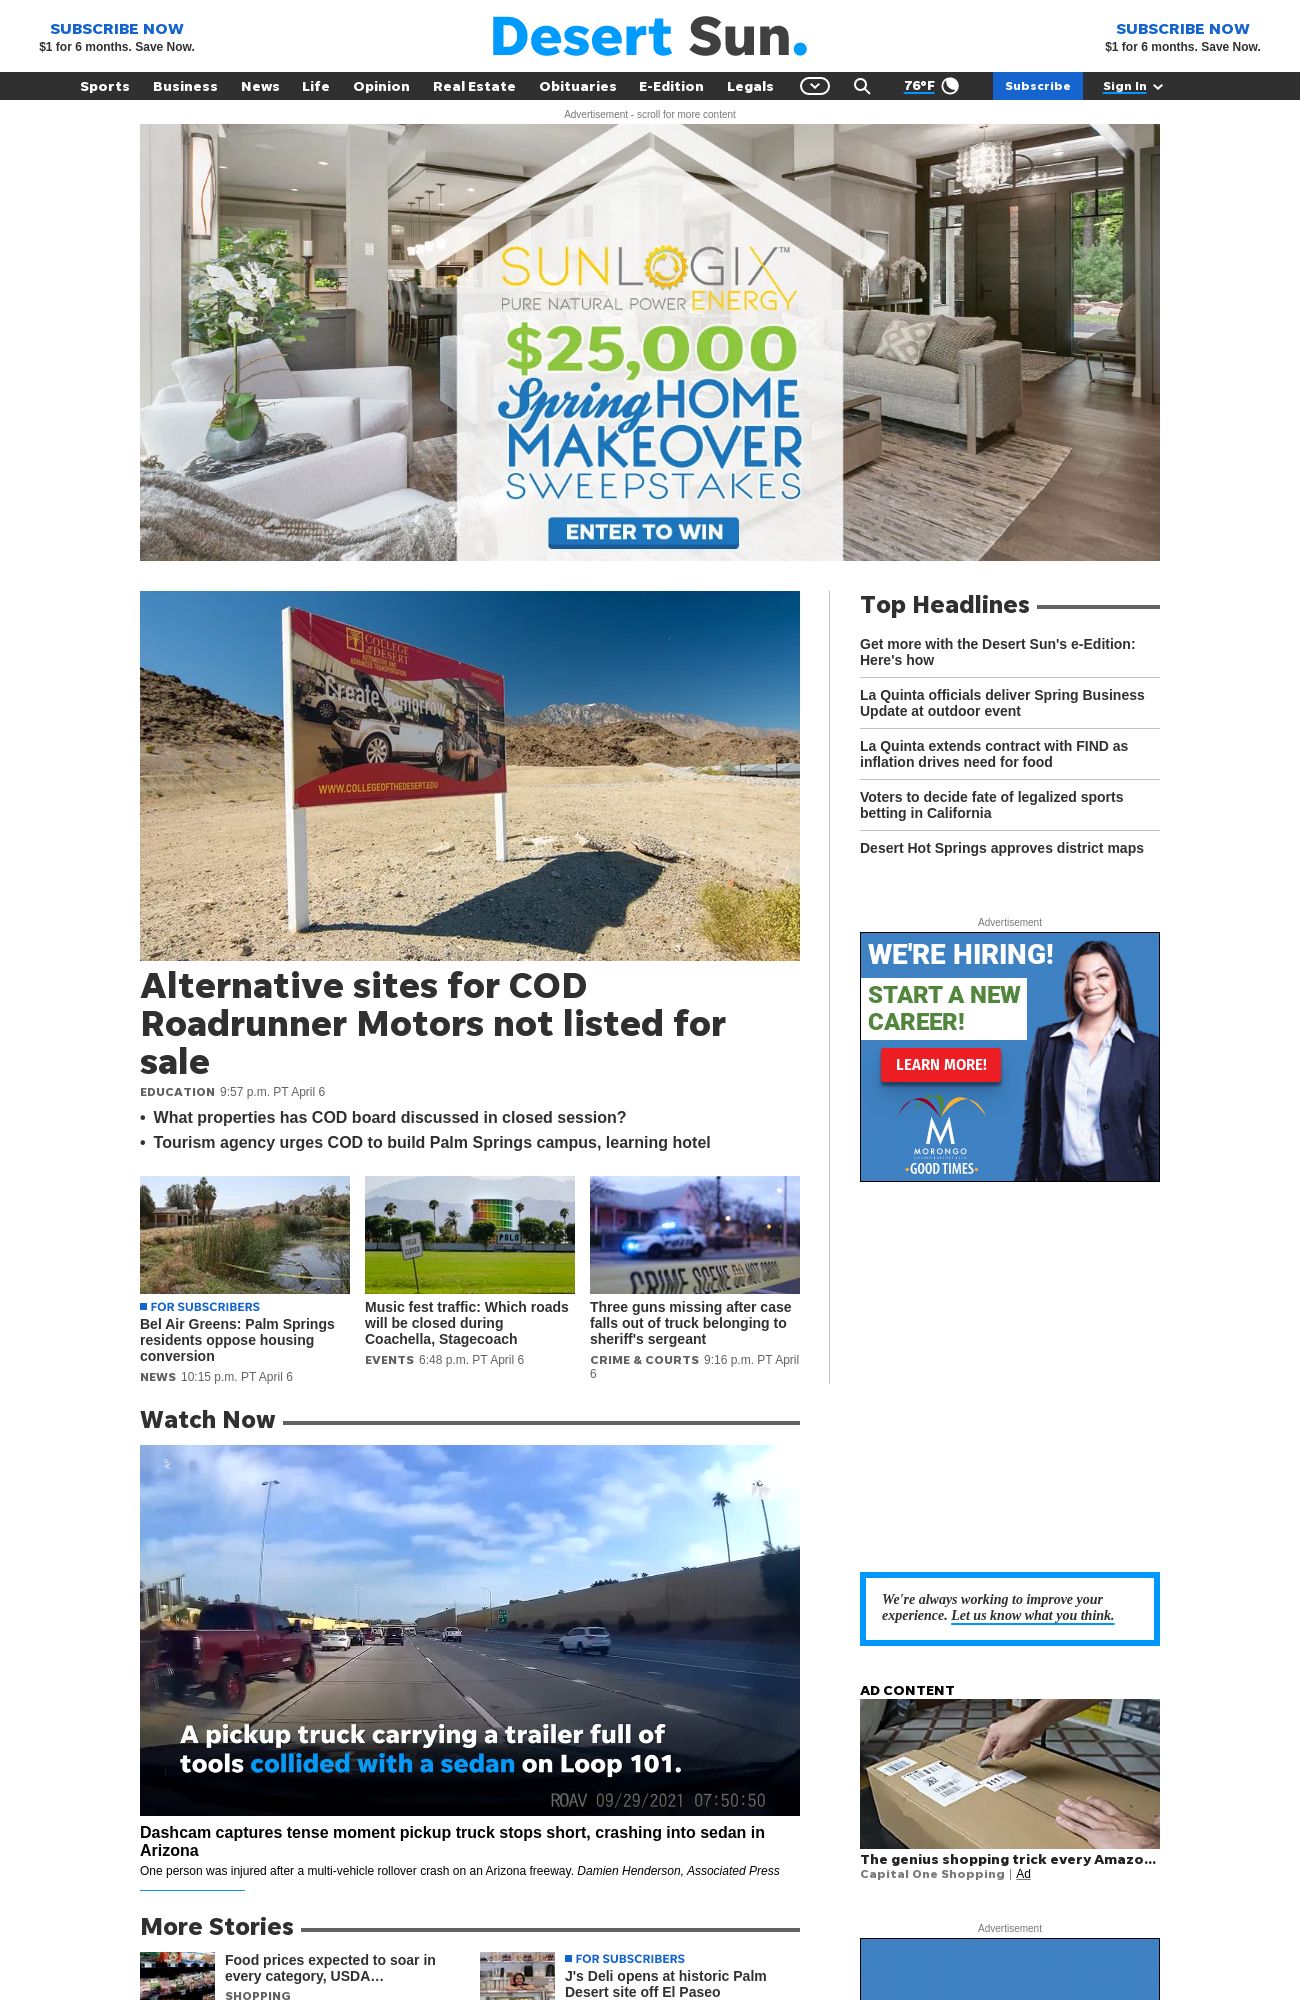 SUBSCRIBE NOW
$1 for 6 months. Save Now.
Desert Sun.
SUBSCRIBE NOW
$1 for 6 months. Save Now.
Sports Business News Life Opinion Real Estate Obituaries E-Edition Legals 76°F Subscribe Sign In
Advertisement - scroll for more content
SUNLOGIX™
PURE NATURAL POWER ENERGY
$25,000
Spring HOME
MAKEOVER
SWEEPSTAKES
ENTER TO WIN
COLLEGE
of DESERT
AUTOMOTIVE AND
ADVANCED TRANSPORTATION
Create Tomorrow
WWW.COLLEGEOFTHEDESERT.EDU
Alternative sites for COD
Roadrunner Motors not listed for
sale
EDUCATION 9:57 p.m. PT April 6
• What properties has COD board discussed in closed session?
• Tourism agency urges COD to build Palm Springs campus, learning hotel
FOR SUBSCRIBERS
Bel Air Greens: Palm Springs
residents oppose housing
conversion
NEWS 10:15 p.m. PT April 6
FIELD
CLOSED
POLO
Music fest traffic: Which roads
will be closed during
Coachella, Stagecoach
EVENTS 6:48 p.m. PT April 6
CRIME SCENE DO NOT CROSS
Three guns missing after case
falls out of truck belonging to
sheriff's sergeant
CRIME & COURTS 9:16 p.m. PT April
6
Top Headlines
Get more with the Desert Sun's e-Edition:
Here's how
La Quinta officials deliver Spring Business
Update at outdoor event
La Quinta extends contract with FIND as
inflation drives need for food
Voters to decide fate of legalized sports
betting in California
Desert Hot Springs approves district maps
Advertisement
WE'RE HIRING!
START A NEW
CAREER!
LEARN MORE!
M
MORONGO
•GOOD TIMES•
Watch Now
AP
A pickup truck carrying a trailer full of
tools collided with a sedan on Loop 101.
ROAV 09/29/2021 07:50:50
Dashcam captures tense moment pickup truck stops short, crashing into sedan in
Arizona
One person was injured after a multi-vehicle rollover crash on an Arizona freeway. Damien Henderson, Associated Press
We're always working to improve your
experience. Let us know what you think.
AD CONTENT
The genius shopping trick every Amazo...
Capital One Shopping | Ad
Advertisement
More Stories
Food prices expected to soar in
every category, USDA…
SHOPPING
FOR SUBSCRIBERS
J's Deli opens at historic Palm
Desert site off El Paseo